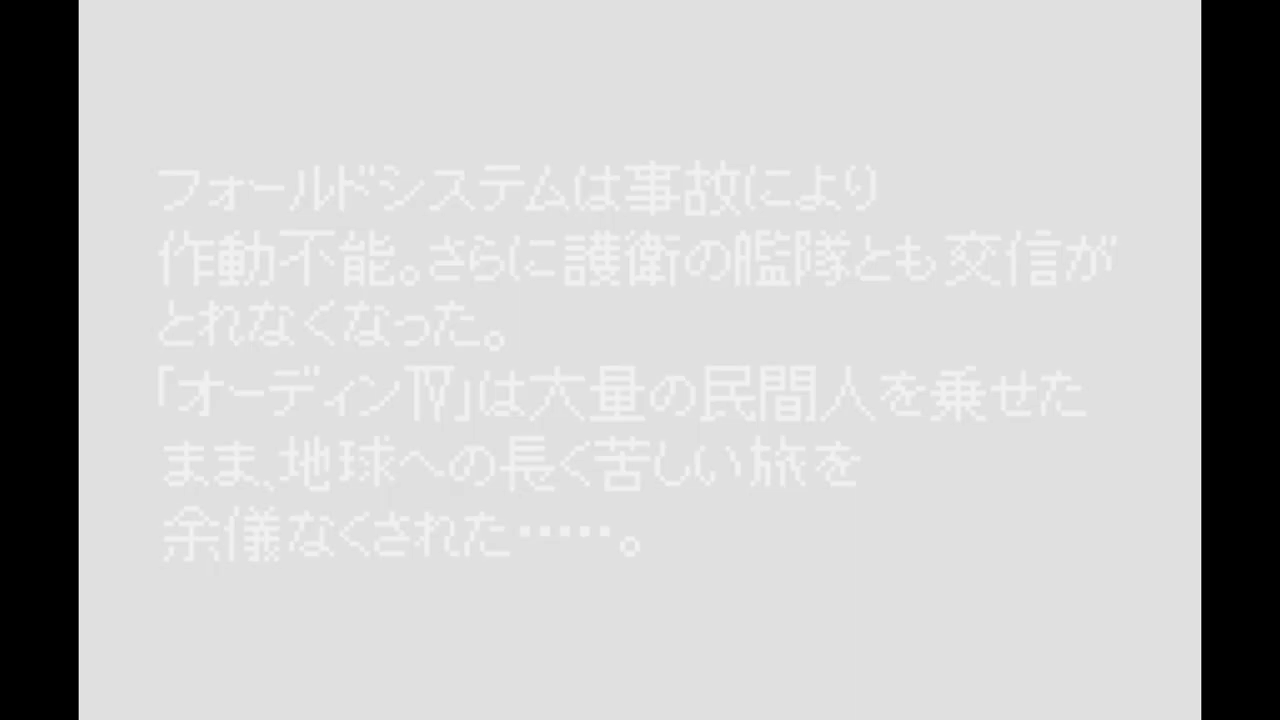 フォールドシステムは事故により
作動不能。さらに護衛の艦隊とも交信が
とれなくなった。
「オーディンⅣ」は大量の民間人を乗せた
まま、地球への長く苦しい旅を
余儀なくされた・・・・・。